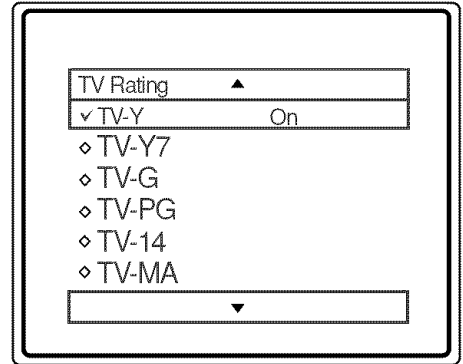 TV Rating ▲
✓ TV-Y On
⋄ TV-Y7
⋄ TV-G
⋄ TV-PG
⋄ TV-14
⋄ TV-MA
▼